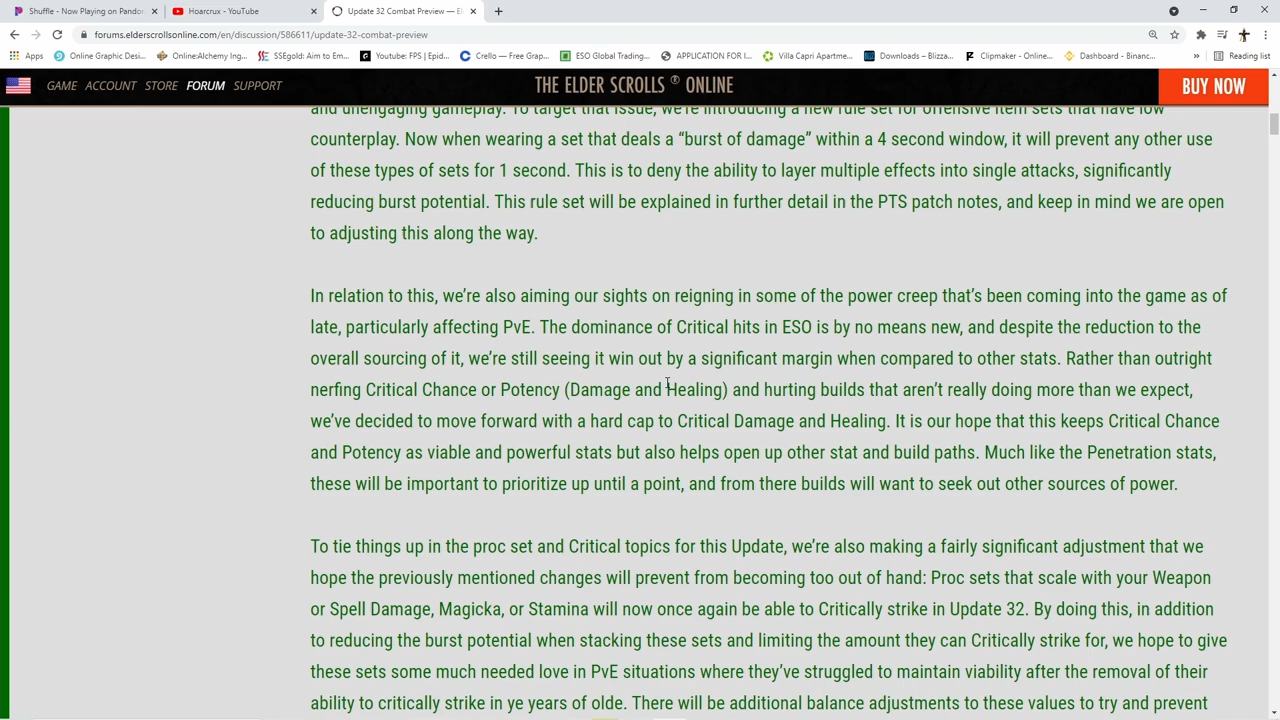 Shuffle - Now Playing on Pandor
Hoarcrux - YouTube
Update 32 Combat Preview — El
forums.elderscrollsonline.com/en/discussion/586611/update-32-combat-preview
Apps
Online Graphic Desi...
Online:Alchemy Ing...
SSEgold: Aim to Em...
Youtube: FPS | Epid...
Crello — Free Onlin...
ESO Global Trading...
APPLICATION FOR I...
Villa Capri Apartme...
Downloads – Blizza...
Clipmaker - Online...
Dashboard - Binanc...
»
Reading list
GAME ACCOUNT STORE FORUM SUPPORT
THE ELDER SCROLLS ® ONLINE
BUY NOW
and unengaging gameplay. To target that issue, we're introducing a new rule set for offensive item sets that have low
counterplay. Now when wearing a set that deals a “burst of damage” within a 4 second window, it will prevent any other use
of these types of sets for 1 second. This is to deny the ability to layer multiple effects into single attacks, significantly
reducing burst potential. This rule set will be explained in further detail in the PTS patch notes, and keep in mind we are open
to adjusting this along the way.
In relation to this, we’re also aiming our sights on reigning in some of the power creep that’s been coming into the game as of
late, particularly affecting PvE. The dominance of Critical hits in ESO is by no means new, and despite the reduction to the
overall sourcing of it, we’re still seeing it win out by a significant margin when compared to other stats. Rather than outright
nerfing Critical Chance or Potency (Damage and Healing) and hurting builds that aren’t really doing more than we expect,
we’ve decided to move forward with a hard cap to Critical Damage and Healing. It is our hope that this keeps Critical Chance
and Potency as viable and powerful stats but also helps open up other stat and build paths. Much like the Penetration stats,
these will be important to prioritize up until a point, and from there builds will want to seek out other sources of power.
To tie things up in the proc set and Critical topics for this Update, we’re also making a fairly significant adjustment that we
hope the previously mentioned changes will prevent from becoming too out of hand: Proc sets that scale with your Weapon
or Spell Damage, Magicka, or Stamina will now once again be able to Critically strike in Update 32. By doing this, in addition
to reducing the burst potential when stacking these sets and limiting the amount they can Critically strike for, we hope to give
these sets some much needed love in PvE situations where they’ve struggled to maintain viability after the removal of their
ability to critically strike in ye years of olde. There will be additional balance adjustments to these values to try and prevent